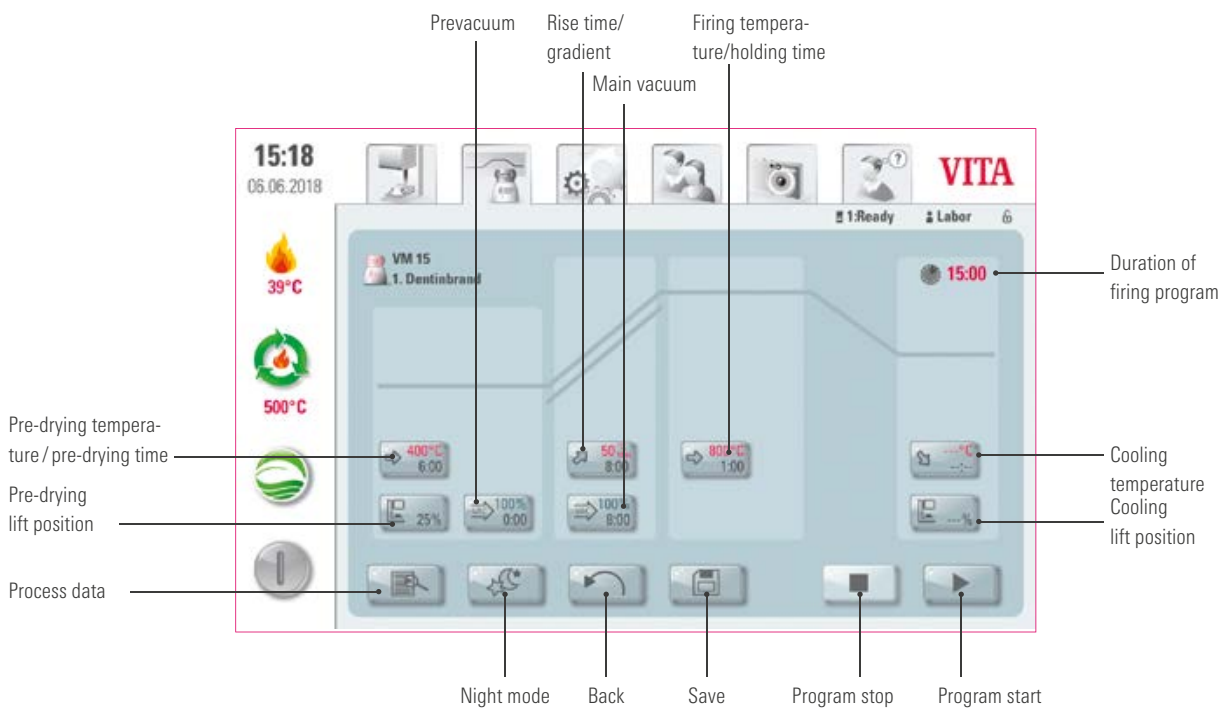 Prevacuum
Rise time/
gradient
Firing tempera-
ture/holding time
Main vacuum
15:18
06.06.2018
?
VITA
1:Ready
Labor
VM 15
1. Dentinbrand
39°C
15:00
Duration of
firing program
500°C
Pre-drying tempera-
ture / pre-drying time
400°C
6:00
50
8:00
800°C
1:00
---°C
--:--
Cooling
temperature
Pre-drying
lift position
25%
100%
0:00
100%
8:00
---%
Cooling
lift position
Process data
Night mode
Back
Save
Program stop
Program start